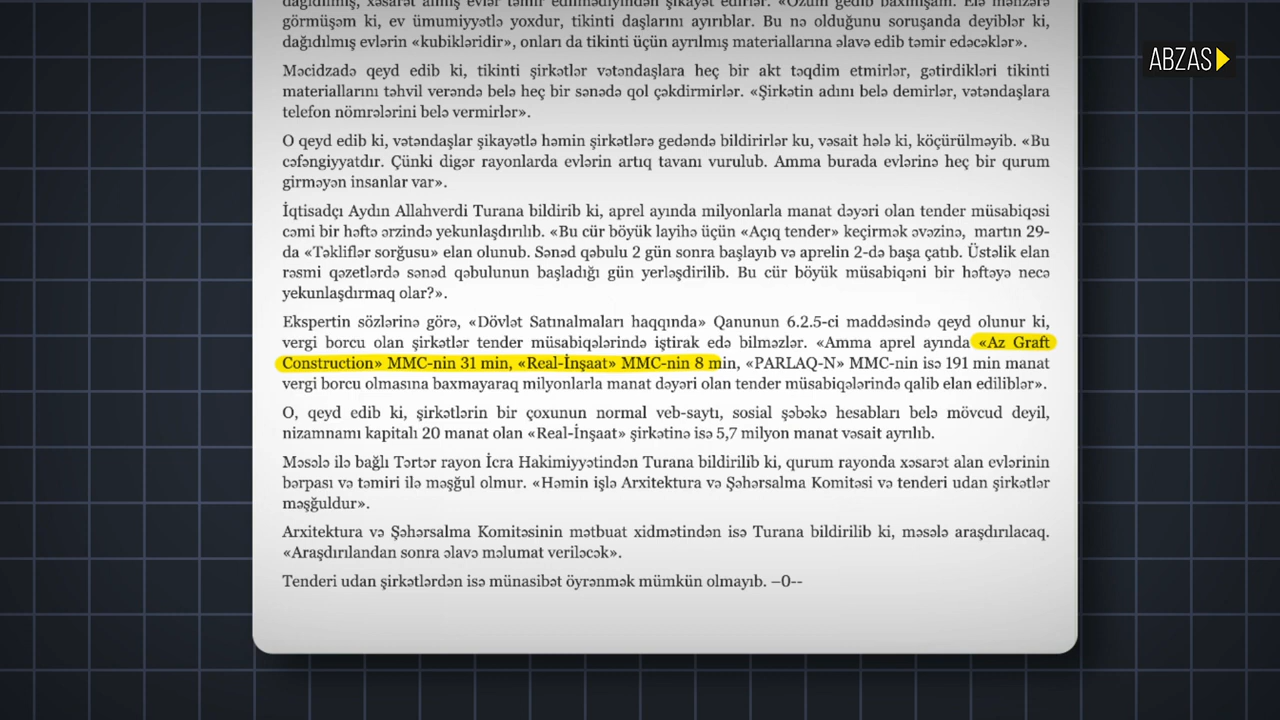 dağıdılmış, xəsarət almış evlər təmir edilmədiyindən şikayət edirlər. «Özüm gedib baxmışam. Elə mənzərə
görmüşəm ki, ev ümumiyyətlə yoxdur, tikinti daşlarını ayırıblar. Bu nə olduğunu soruşanda deyiblər ki,
dağıdılmış evlərin «kubikləridir», onları da tikinti üçün ayrılmış materiallarına əlavə edib təmir edəcəklər».
ABZAS
Məcidzadə qeyd edib ki, tikinti şirkətlər vətəndaşlara heç bir akt təqdim etmirlər, gətirdikləri tikinti
materiallarını təhvil verəndə belə heç bir sənədə qol çəkdirmirlər. «Şirkətin adını belə demirlər, vətəndaşlara
telefon nömrələrini belə vermirlər».
O qeyd edib ki, vətəndaşlar şikayətlə həmin şirkətlərə gedəndə bildirirlər ku, vəsait hələ ki, köçürülməyib. «Bu
cəfəngiyyatdır. Çünki digər rayonlarda evlərin artıq tavanı vurulub. Amma burada evlərinə heç bir qurum
girməyən insanlar var».
İqtisadçı Aydın Allahverdi Turana bildirib ki, aprel ayında milyonlarla manat dəyəri olan tender müsabiqəsi
cəmi bir həftə ərzində yekunlaşdırılıb. «Bu cür böyük layihə üçün «Açıq tender» keçirmək əvəzinə, martın 29-
da «Təkliflər sorğusu» elan olunub. Sənəd qəbulu 2 gün sonra başlayıb və aprelin 2-də başa çatıb. Üstəlik elan
rəsmi qəzetlərdə sənəd qəbulunun başladığı gün yerləşdirilib. Bu cür böyük müsabiqəni bir həftəyə necə
yekunlaşdırmaq olar?».
Ekspertin sözlərinə görə, «Dövlət Satınalmaları haqqında» Qanunun 6.2.5-ci maddəsində qeyd olunur ki,
vergi borcu olan şirkətlər tender müsabiqələrində iştirak edə bilməzlər. «Amma aprel ayında «Az Graft
Construction» MMC-nin 31 min, «Real-İnşaat» MMC-nin 8 min, «PARLAQ-N» MMC-nin isə 191 min manat
vergi borcu olmasına baxmayaraq milyonlarla manat dəyəri olan tender müsabiqələrində qalib elan ediliblər».
O, qeyd edib ki, şirkətlərin bir çoxunun normal veb-saytı, sosial şəbəkə hesabları belə mövcud deyil,
nizamnamı kapitalı 20 manat olan «Real-İnşaat» şirkətinə isə 5,7 milyon manat vəsait ayrılıb.
Məsələ ilə bağlı Tərtər rayon İcra Hakimiyyətindən Turana bildirilib ki, qurum rayonda xəsarət alan evlərinin
bərpası və təmiri ilə məşğul olmur. «Həmin işlə Arxitektura və Şəhərsalma Komitəsi və tenderi udan şirkətlər
məşğuldur».
Arxitektura və Şəhərsalma Komitəsinin mətbuat xidmətindən isə Turana bildirilib ki, məsələ araşdırılacaq.
«Araşdırılandan sonra əlavə məlumat veriləcək».
Tenderi udan şirkətlərdən isə münasibət öyrənmək mümkün olmayıb. –0--